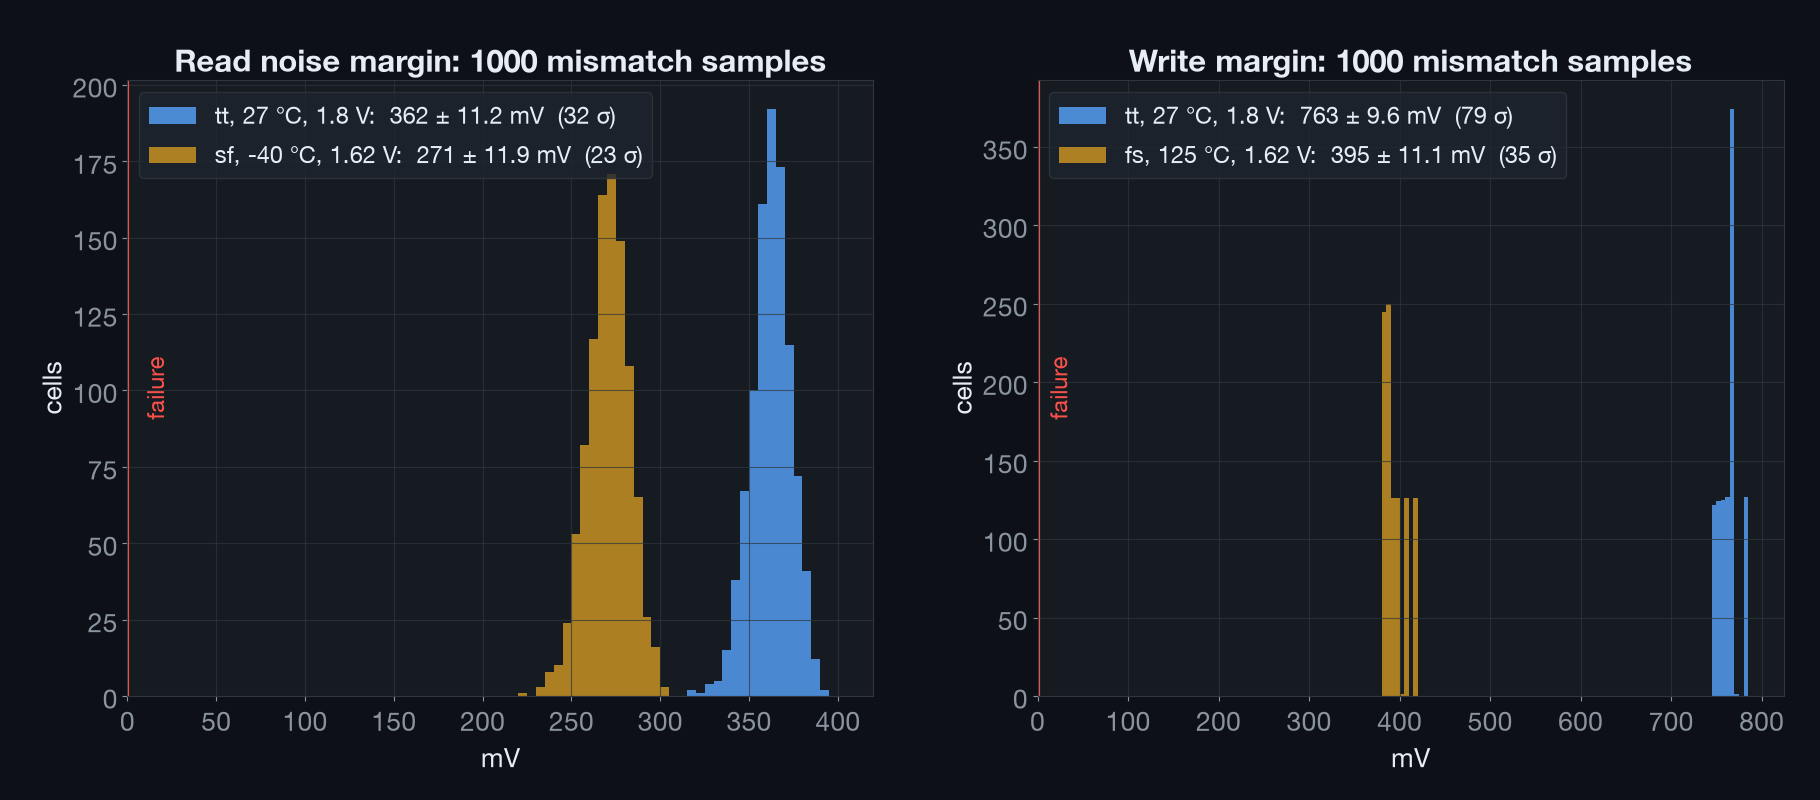 Read noise margin: 1000 mismatch samples
tt, 27 °C, 1.8 V: 362 ± 11.2 mV (32 σ)
sf, -40 °C, 1.62 V: 271 ± 11.9 mV (23 σ)
200
175
150
125
100
75
50
25
0
cells
failure
0 50 100 150 200 250 300 350 400
mV
Write margin: 1000 mismatch samples
tt, 27 °C, 1.8 V: 763 ± 9.6 mV (79 σ)
fs, 125 °C, 1.62 V: 395 ± 11.1 mV (35 σ)
350
300
250
200
150
100
50
0
cells
failure
0 100 200 300 400 500 600 700 800
mV